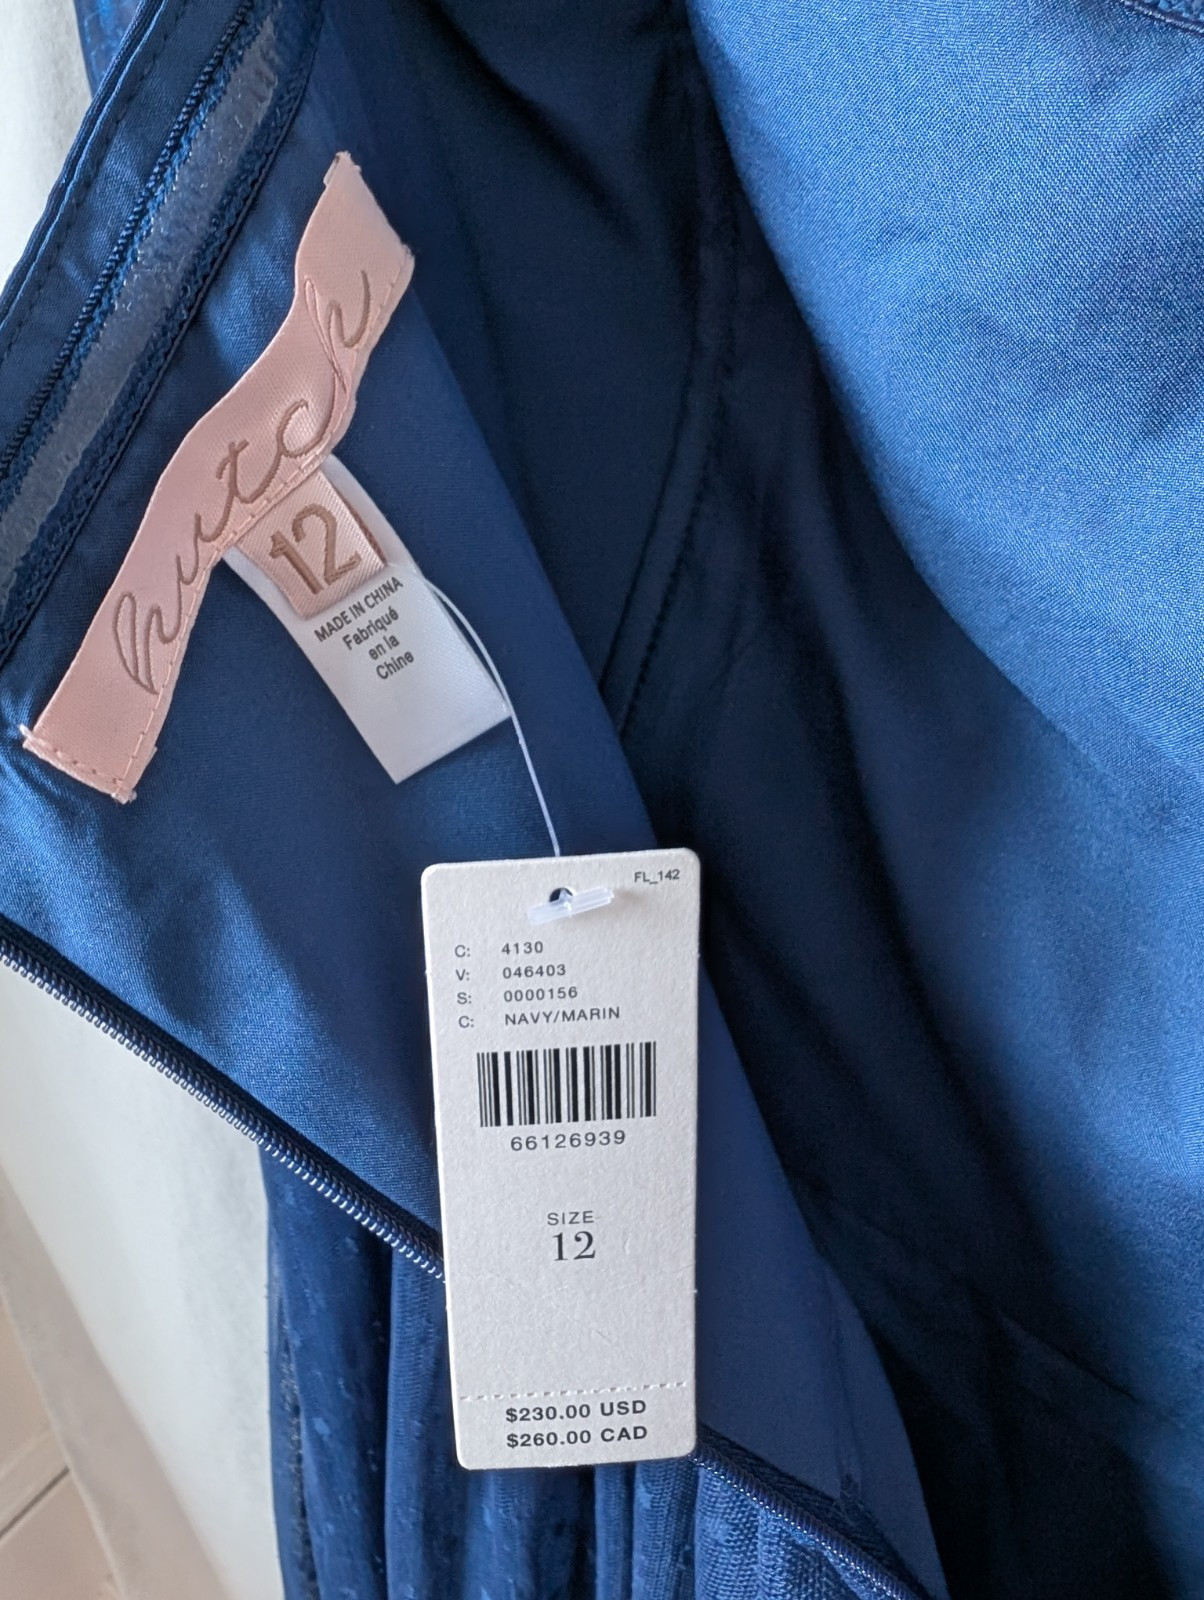 hutch
12
MADE IN CHINA
Fabriqué
en la
Chine
FL_142
C: 4130
V: 046403
S: 0000156
C: NAVY/MARIN
66126939
SIZE
12
$230.00 USD
$260.00 CAD